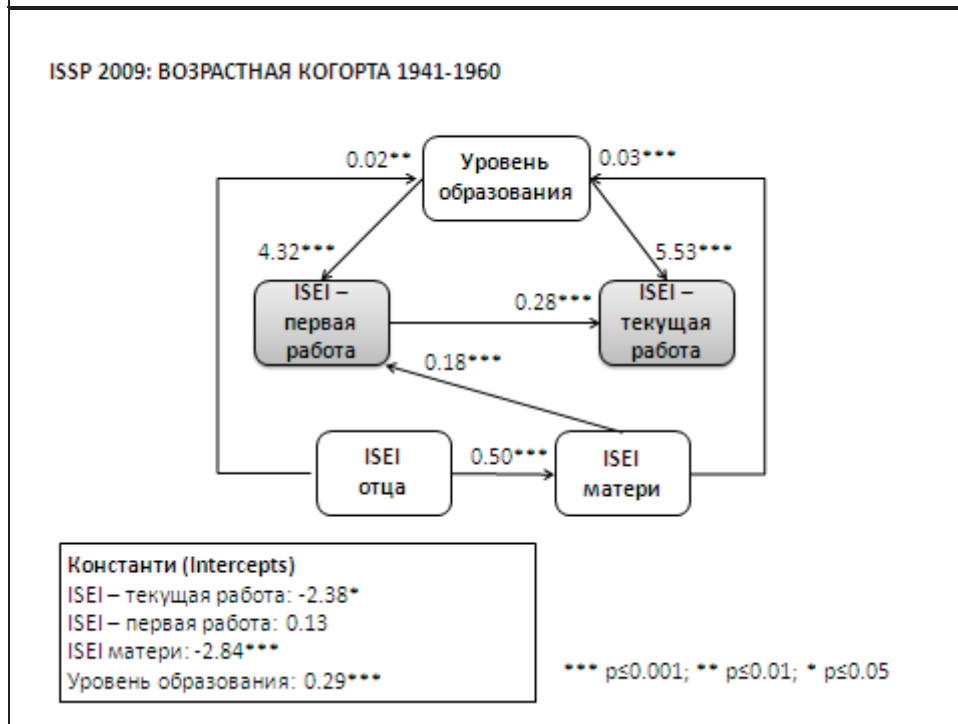 ISSP 2009: ВОЗРАСТНАЯ КОГОРТА 1941-1960
0.02**
Уровень
образования
0.03***
4.32***
5.53***
ISEI –
первая
работа
0.28***
ISEI –
текущая
работа
0.18***
ISEI
отца
0.50***
ISEI
матери
Константи (Intercepts)
ISEI – текущая работа: -2.38*
ISEI – первая работа: 0.13
ISEI матери: -2.84***
Уровень образования: 0.29***
*** p≤0.001; ** p≤0.01; * p≤0.05